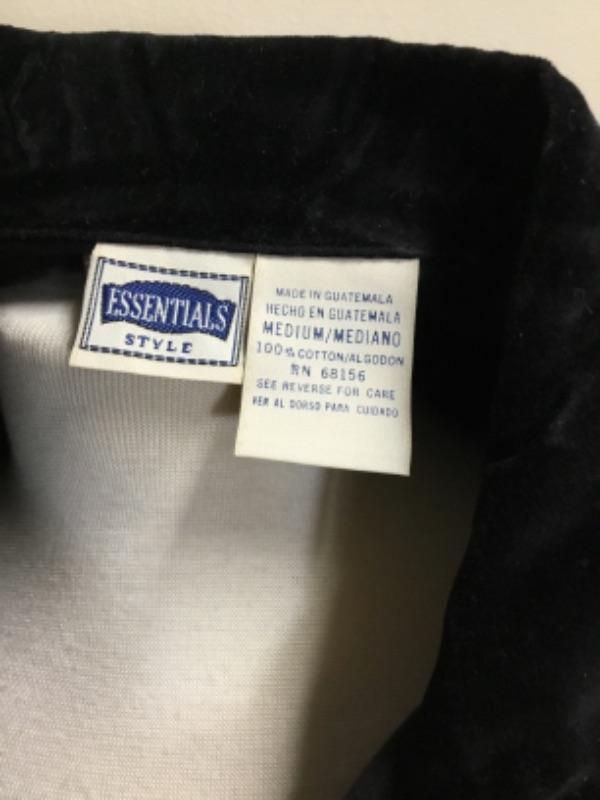 ESSENTIALS
STYLE
MADE IN GUATEMALA
HECHO EN GUATEMALA
MEDIUM/MEDIANO
100% COTTON/ALGODON
RN 68156
SEE REVERSE FOR CARE
VER AL DORSO PARA CUIDADO